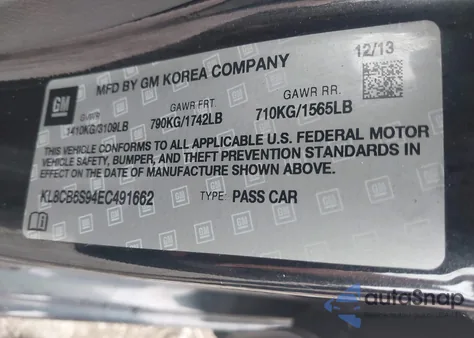 12/13
MFD BY GM KOREA COMPANY
GM
GVWR GAWR FRT. GAWR RR.
1410KG/3109LB 790KG/1742LB 710KG/1565LB
THIS VEHICLE CONFORMS TO ALL APPLICABLE U.S. FEDERAL MOTOR
VEHICLE SAFETY, BUMPER, AND THEFT PREVENTION STANDARDS
IN EFFECT ON THE DATE OF MANUFACTURE SHOWN ABOVE.
KL8CB6S94EC491662 TYPE: PASS CAR
autoSnap